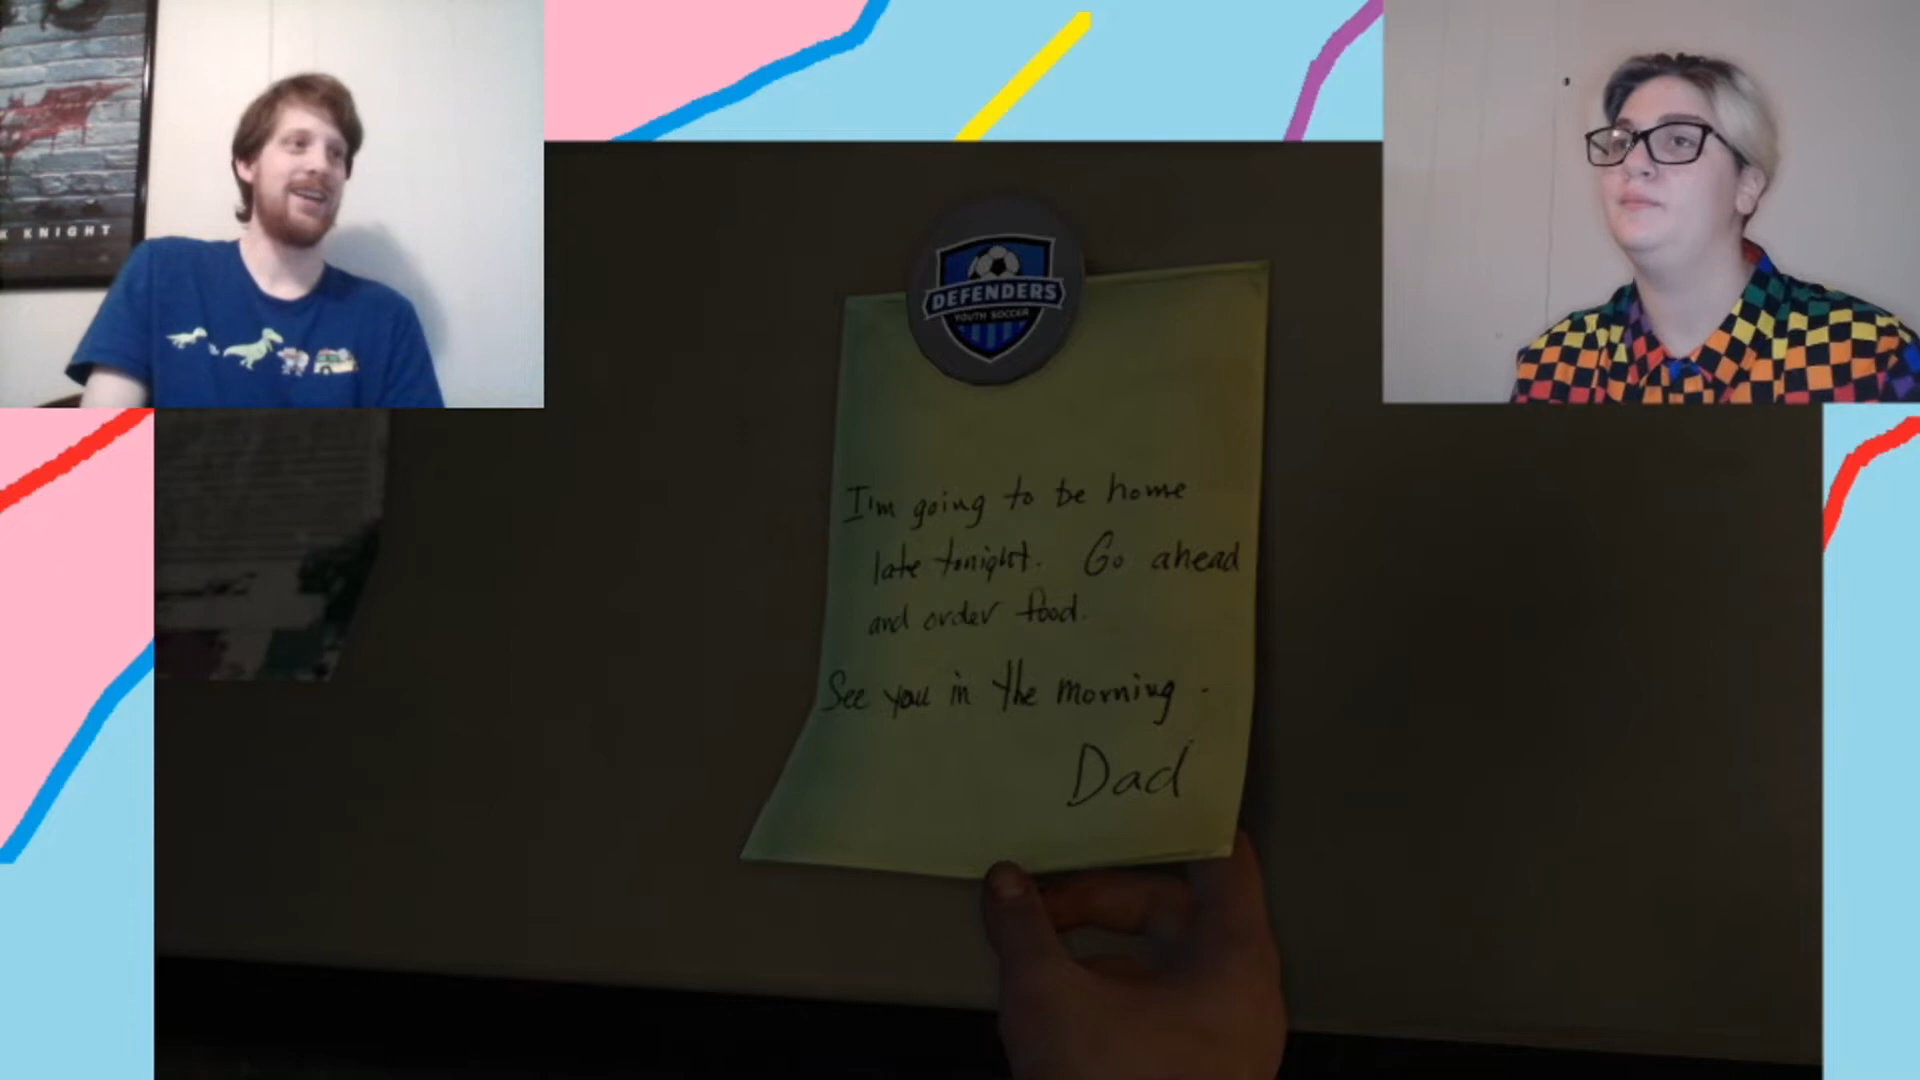 K KNIGHT
DEFENDERS
YOUTH SOCCER
I'm going to be home
late tonight. Go ahead
and order food.
See you in the morning -
Dad